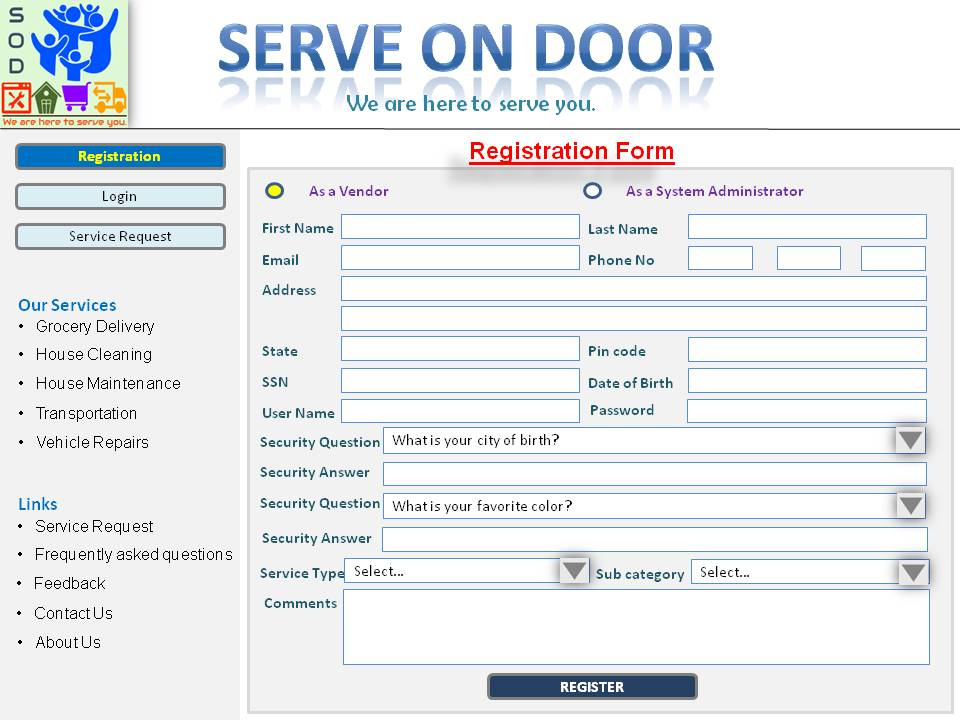 S
O
D
We are here to serve you.
SERVE ON DOOR
We are here to serve you.
Registration
Login
Service Request
Our Services
• Grocery Delivery
• House Cleaning
• House Maintenance
• Transportation
• Vehicle Repairs
Links
• Service Request
• Frequently asked questions
• Feedback
• Contact Us
• About Us
Registration Form
As a Vendor As a System Administrator
First Name Last Name
Email Phone No
Address
State Pin code
SSN Date of Birth
User Name Password
Security Question What is your city of birth?
Security Answer
Security Question What is your favorite color?
Security Answer
Service Type Select... Sub category Select...
Comments
REGISTER